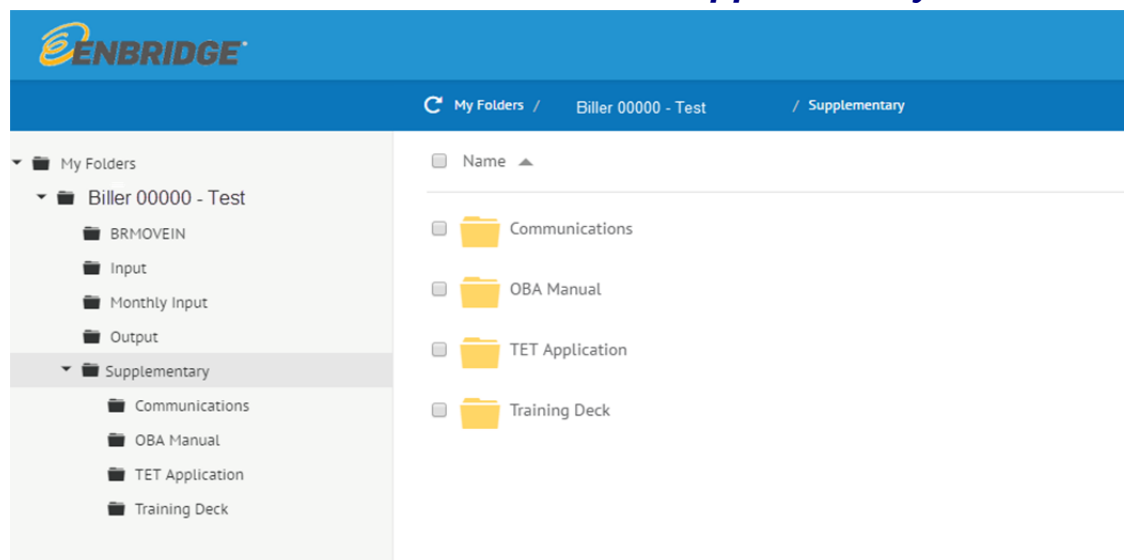 ENBRIDGE
My Folders / Biller 00000 - Test / Supplementary
My Folders
Biller 00000 - Test
BRMOVEIN
Input
Monthly Input
Output
Supplementary
Communications
OBA Manual
TET Application
Training Deck
Name
Communications
OBA Manual
TET Application
Training Deck